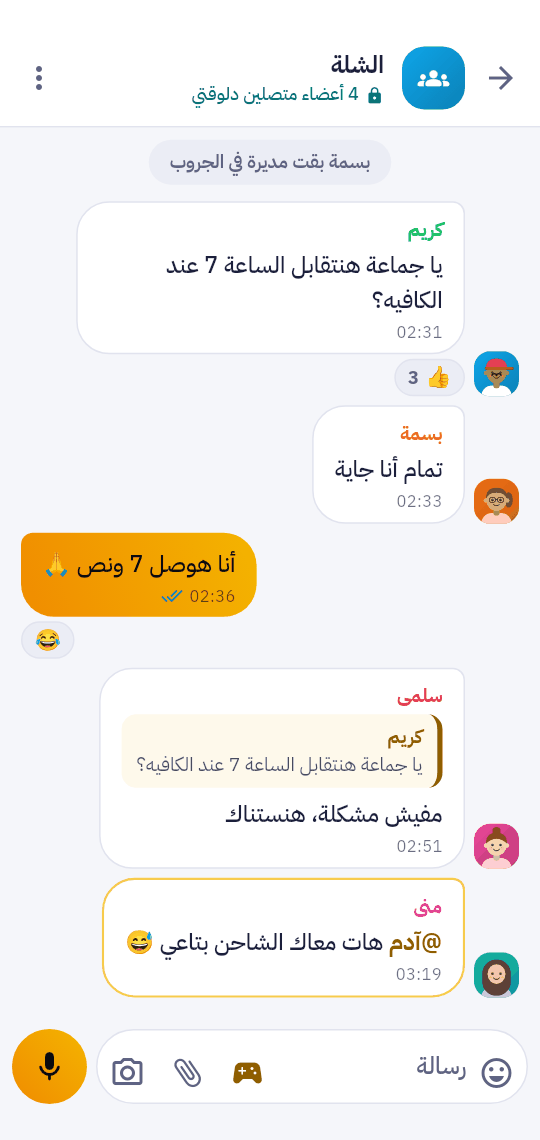 الشلة
4 أعضاء متصلين دلوقتي
بسمة بقت مديرة في الجروب
كريم
يا جماعة هنتقابل الساعة 7 عند
الكافيه؟
02:31
👍 3
بسمة
تمام أنا جاية
02:33
أنا هوصل 7 ونص 🙏
02:36
😂
سلمى
كريم
يا جماعة هنتقابل الساعة 7 عند الكافيه؟
مفيش مشكلة، هنستناك
02:51
منى
@آدم هات معاك الشاحن بتاعي 😅
03:19
رسالة